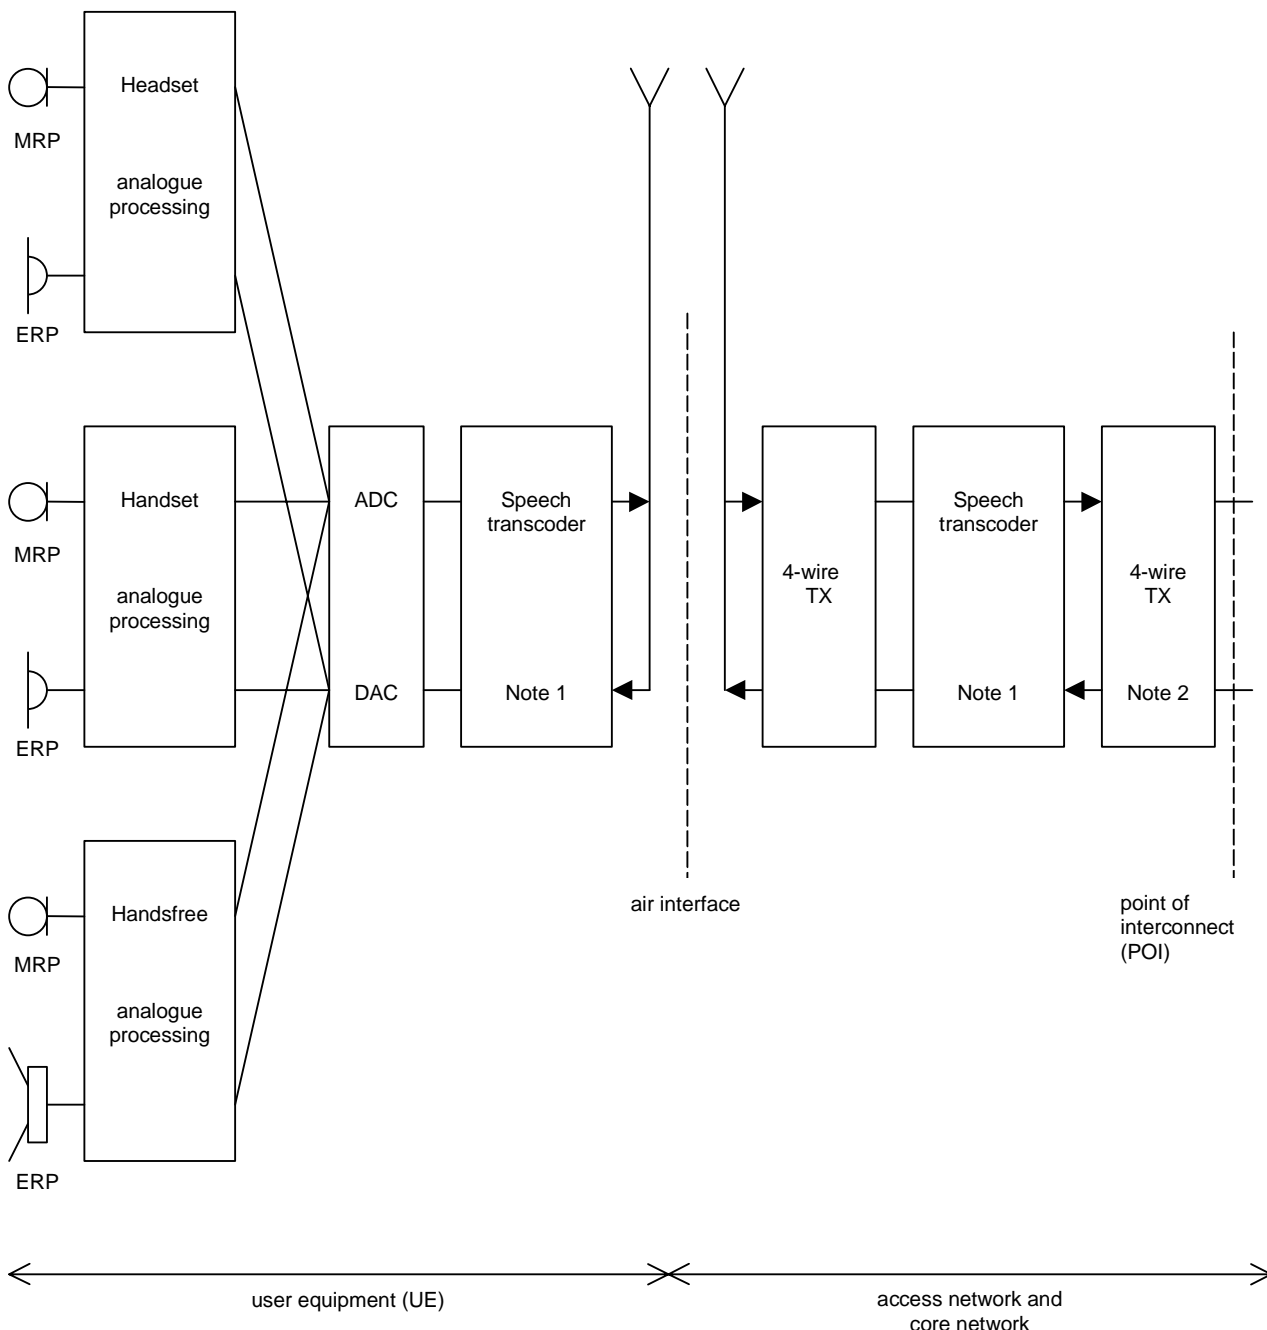 Headset
MRP
analogue
processing
ERP
Handset
MRP
analogue
processing
ERP
Handsfree
MRP
analogue
processing
ERP
ADC
DAC
Speech
transcoder
Note 1
4-wire
TX
Speech
transcoder
Note 1
4-wire
TX
Note 2
air interface
point of
interconnect
(POI)
user equipment (UE)
access network and
core network